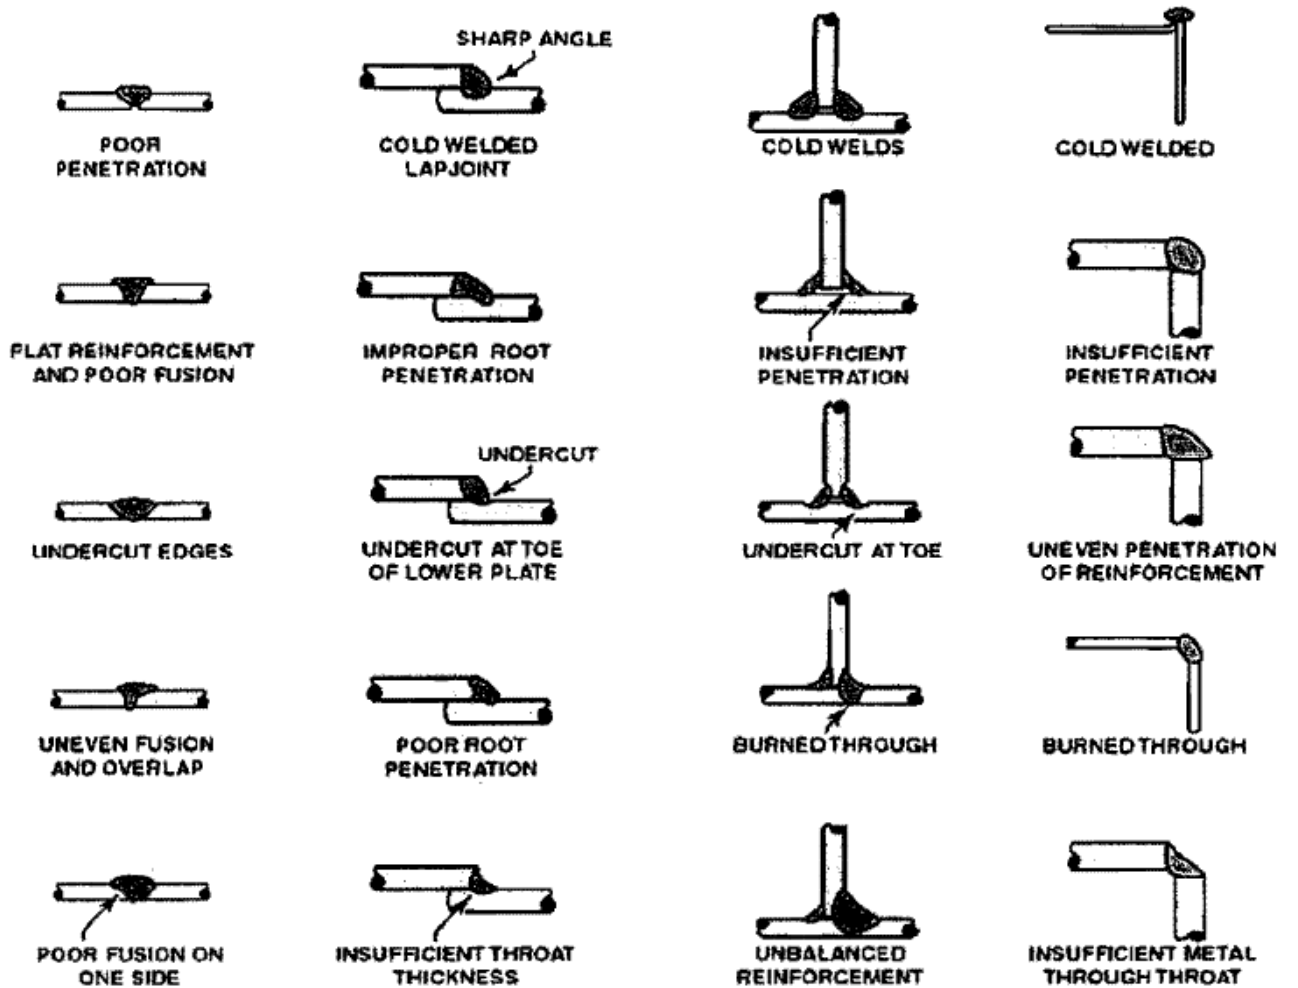 SHARP ANGLE
POOR
PENETRATION
COLD WELDED
LAPJOINT
COLD WELDS
COLD WELDED
FLAT REINFORCEMENT
AND POOR FUSION
IMPROPER ROOT
PENETRATION
INSUFFICIENT
PENETRATION
INSUFFICIENT
PENETRATION
UNDERCUT
UNDERCUT EDGES
UNDERCUT AT TOE
OF LOWER PLATE
UNDERCUT AT TOE
UNEVEN PENETRATION
OF REINFORCEMENT
UNEVEN FUSION
AND OVERLAP
POOR ROOT
PENETRATION
BURNED THROUGH
BURNED THROUGH
POOR FUSION ON
ONE SIDE
INSUFFICIENT THROAT
THICKNESS
UNBALANCED
REINFORCEMENT
INSUFFICIENT METAL
THROUGH THROAT